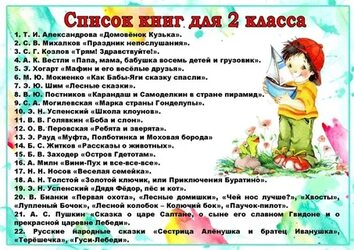 Список книг для 2 класса
1. Т. И. Александрова «Домовёнок Кузька».
2. С. В. Михалков «Праздник непослушания».
3. С. Г. Козлов «Трям! Здравствуйте!».
4. А. К. Вестли «Папа, мама, бабушка восемь детей и грузовик».
5. Э. Хогарт «Мафин и его весёлые друзья».
6. М. Ю. Мокиенко «Как Бабы-Яги сказку спасли».
7. Э. Ю. Шим «Лесные сказки».
8. В. Ю. Постников «Карандаш и Самоделкин в стране пирамид».
9. С. А. Могилевская «Марка страны Гонделупы».
10. Э. Н. Успенский «Школа клоунов».
11. В. В. Голявкин «Боба и слон».
12. О. В. Перовская «Ребята и зверята».
13. Э. Рауд «Муфта, Полботинка и Моховая борода».
14. Б. С. Житков «Рассказы о животных».
15. Б. В. Заходер «Остров Гдетотам».
16. А. Милн «Вини-Пух и все-все-все».
17. Н. Н. Носов «Веселая семейка».
18. А. Н. Толстой «Золотой ключик, или Приключения Буратино».
19. Э. Н. Успенский «Дядя Фёдор, пёс и кот».
20. В. Бианки «Первая охота», «Лесные домишки», «Чей нос лучше?», «Хвосты»,
«Купленный Бочок», «Лесной колобок – Колючий бок», «Паучок-пилот».
21. А. С. Пушкин «Сказка о царе Салтане, о сыне его славном Гвидоне и о
прекрасной царевне Лебеди».
22. Русские народные сказки «Сестрица Алёнушка и братец Иванушка»,
«Терёшечка», «Гуси-Лебеди».